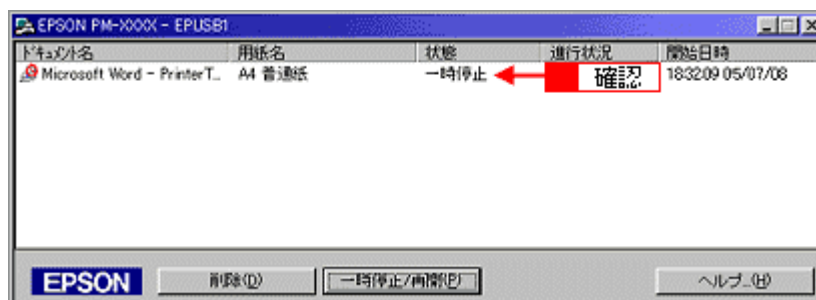 EPSON PM-XXXX - EPUSB1
ドキュメント名 用紙名 状態 進行状況 開始日時
Microsoft Word - PrinterT... A4 普通紙 一時停止 確認 18:32:09 05/07/08
EPSON 削除(D) 一時停止/再開(P) ヘルプ...(H)